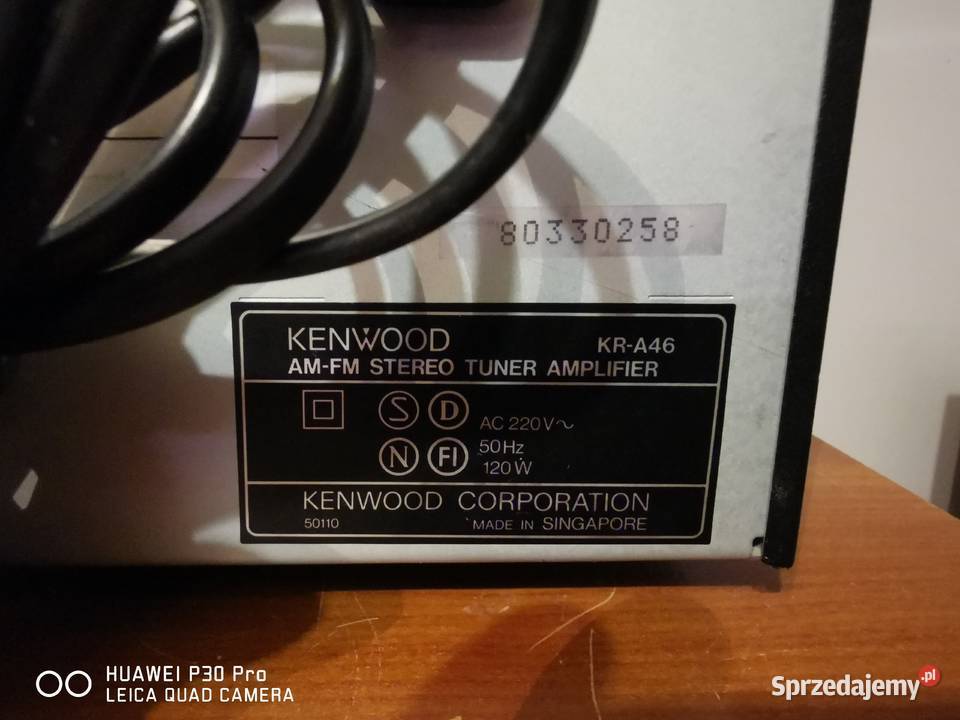 80330258
KENWOOD KR-A46
AM-FM STEREO TUNER AMPLIFIER
S D AC 220V~
N FI 50Hz
120W
KENWOOD CORPORATION
50110 MADE IN SINGAPORE
HUAWEI P30 Pro
LEICA QUAD CAMERA
Sprzedajemy.pl